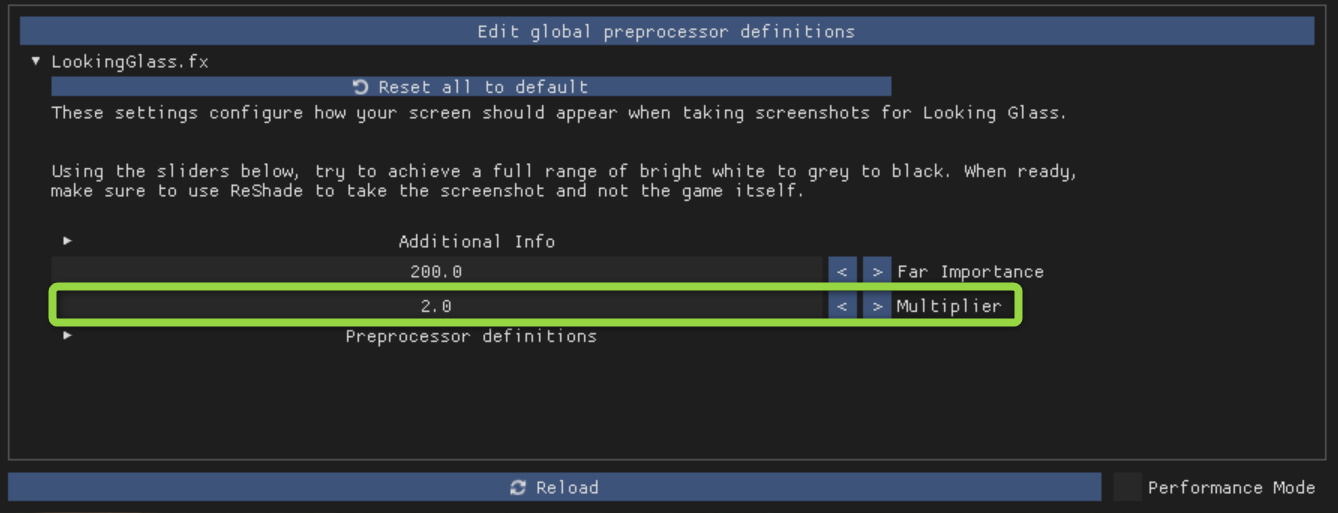 Edit global preprocessor definitions
▼ LookingGlass.fx
Reset all to default
These settings configure how your screen should appear when taking screenshots for Looking Glass.
Using the sliders below, try to achieve a full range of bright white to grey to black. When ready,
make sure to use ReShade to take the screenshot and not the game itself.
► Additional Info
200.0 < > Far Importance
2.0 < > Multiplier
► Preprocessor definitions
Reload Performance Mode